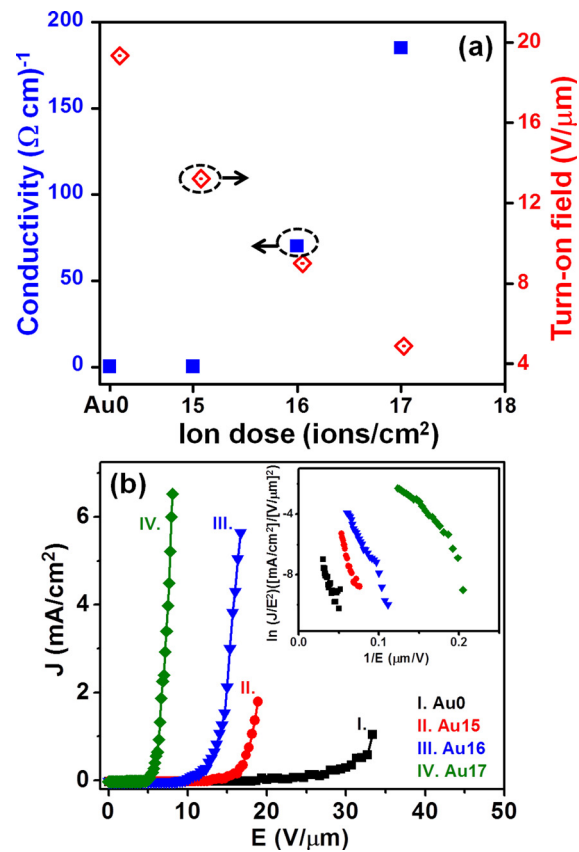 (a)
Conductivity (Ω cm)-1
200
150
100
50
0
Turn-on field (V/μm)
20
16
12
8
4
Au0 15 16 17 18
Ion dose (ions/cm2)
(b)
J (mA/cm2)
8
6
4
2
0
IV.
III.
II.
I.
ln (J/E2)([mA/cm2]/[V/μm]2)
-4
-8
0.0 0.1 0.2
1/E (μm/V)
I. Au0
II. Au15
III. Au16
IV. Au17
0 10 20 30 40 50
E (V/μm)